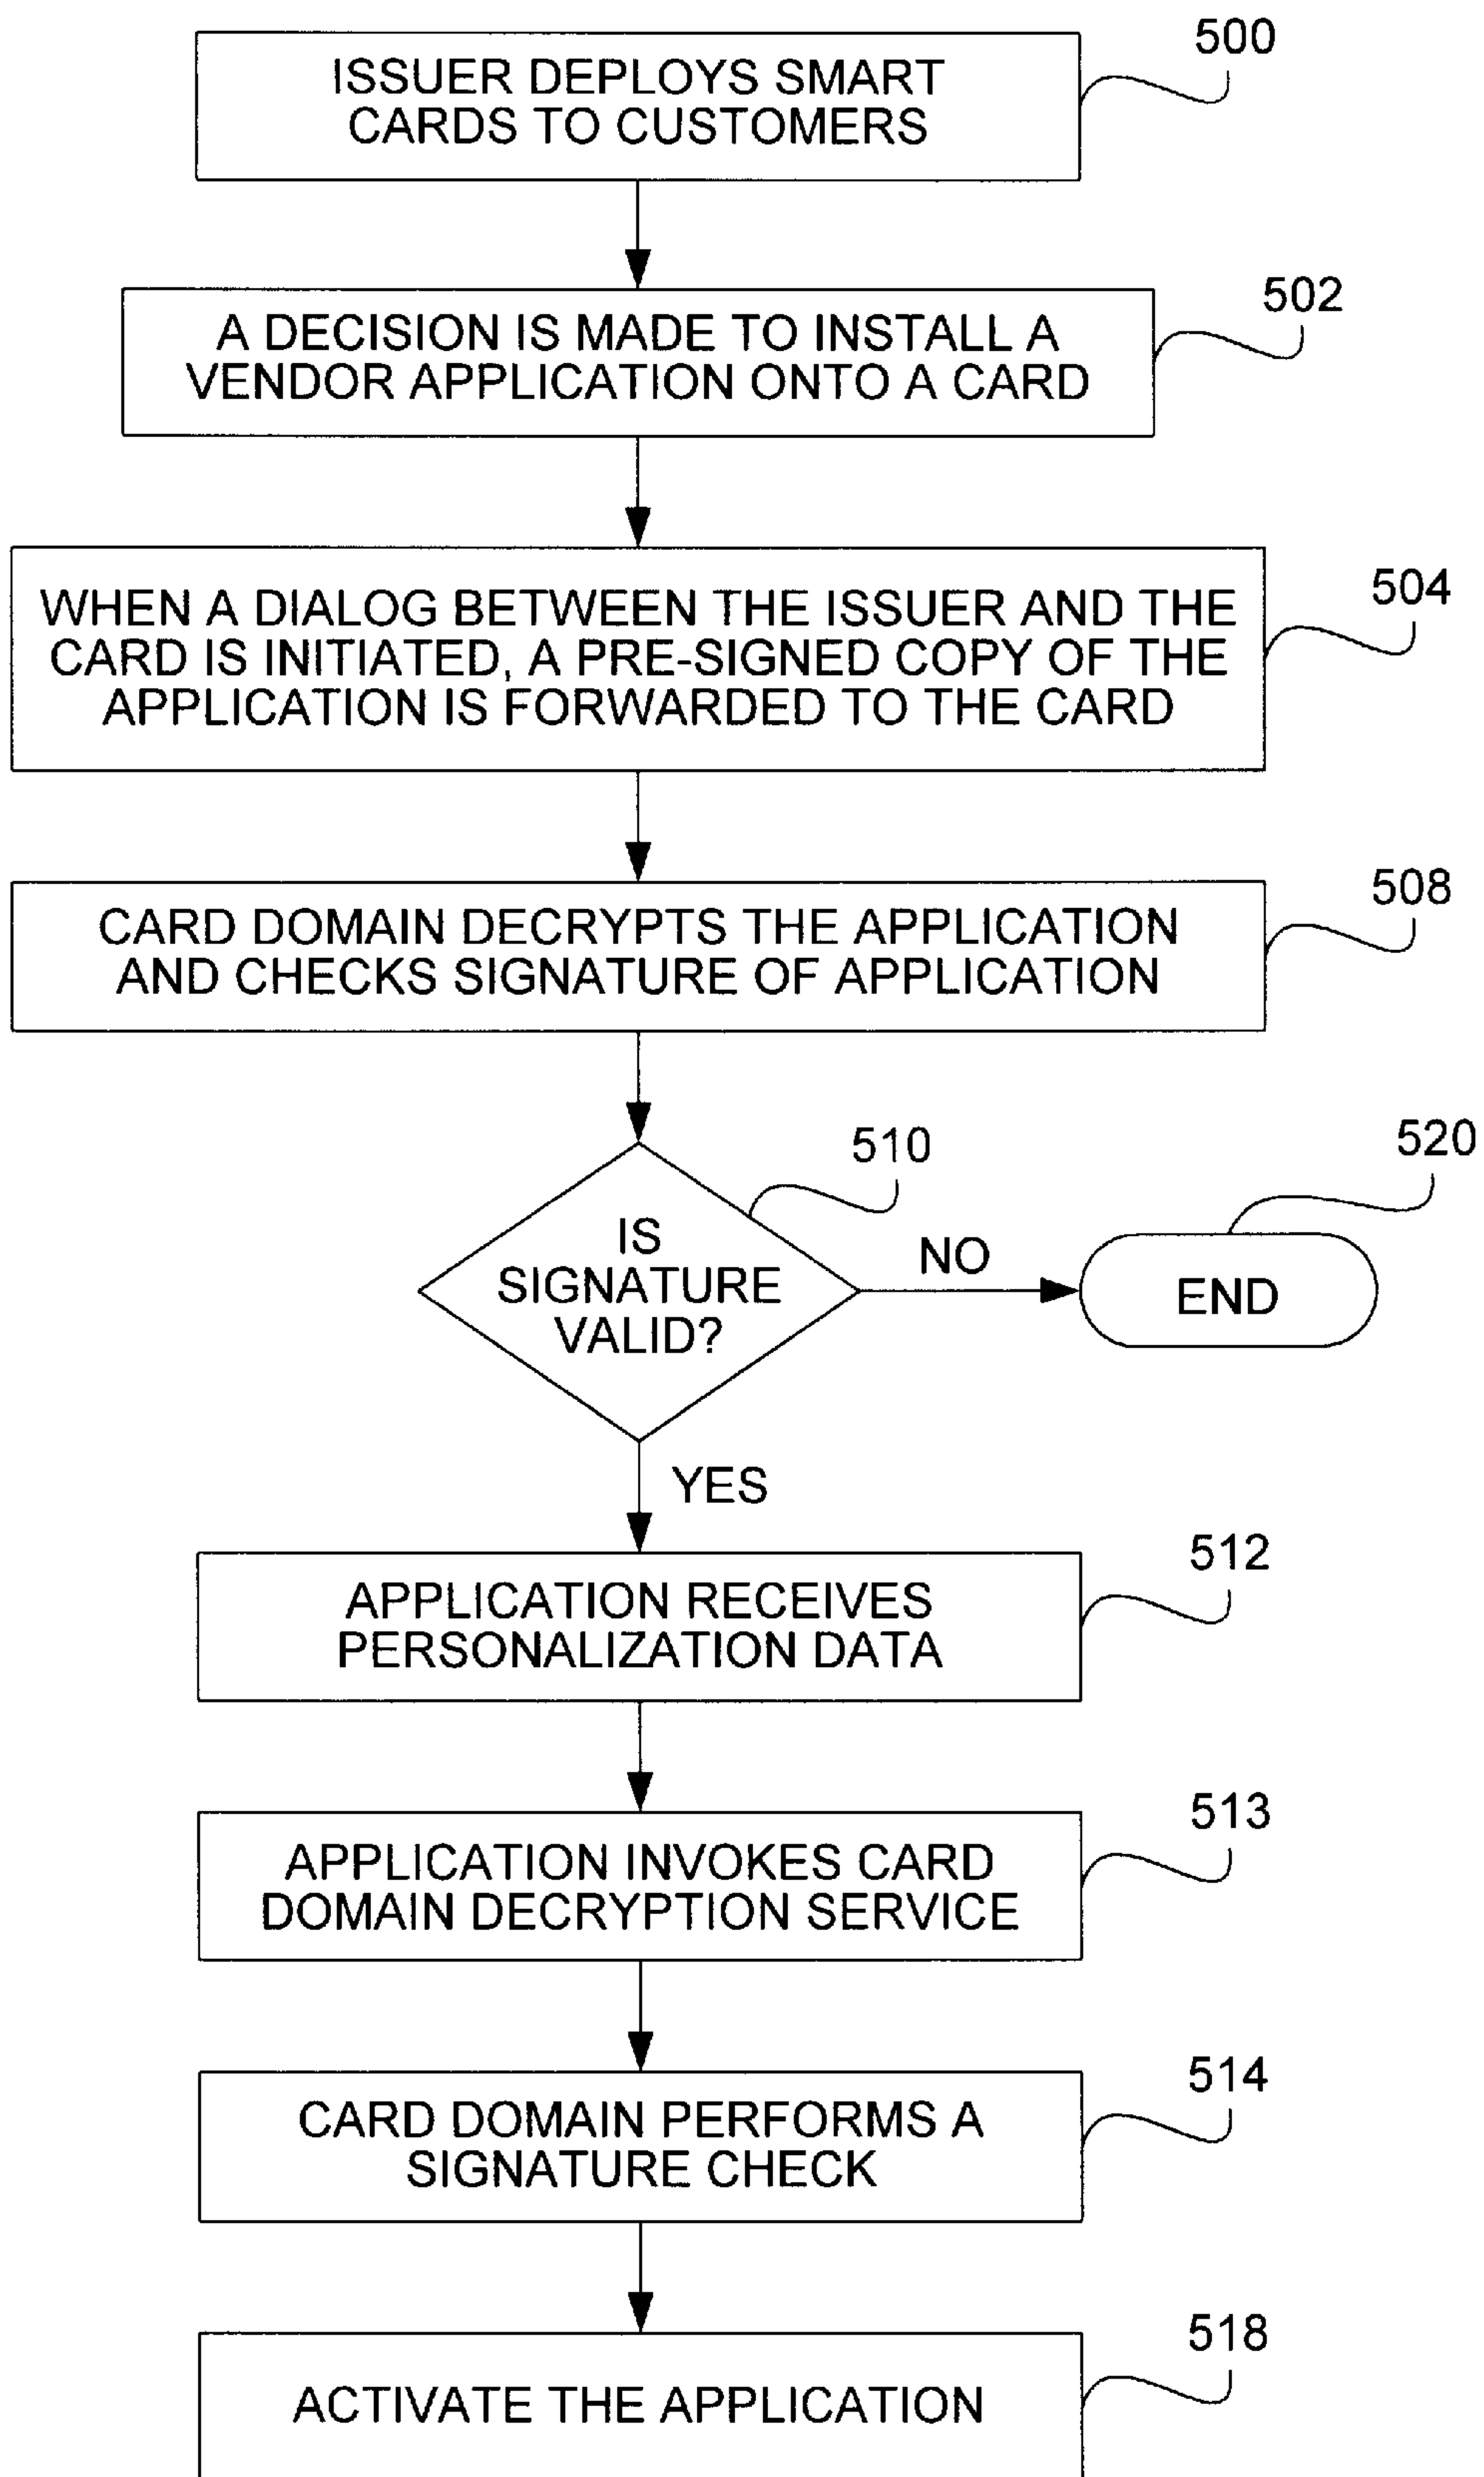 500
ISSUER DEPLOYS SMART
CARDS TO CUSTOMERS
502
A DECISION IS MADE TO INSTALL A
VENDOR APPLICATION ONTO A CARD
504
WHEN A DIALOG BETWEEN THE ISSUER AND THE
CARD IS INITIATED, A PRE-SIGNED COPY OF THE
APPLICATION IS FORWARDED TO THE CARD
508
CARD DOMAIN DECRYPTS THE APPLICATION
AND CHECKS SIGNATURE OF APPLICATION
510
520
IS
SIGNATURE
VALID?
NO
END
YES
512
APPLICATION RECEIVES
PERSONALIZATION DATA
513
APPLICATION INVOKES CARD
DOMAIN DECRYPTION SERVICE
514
CARD DOMAIN PERFORMS A
SIGNATURE CHECK
518
ACTIVATE THE APPLICATION